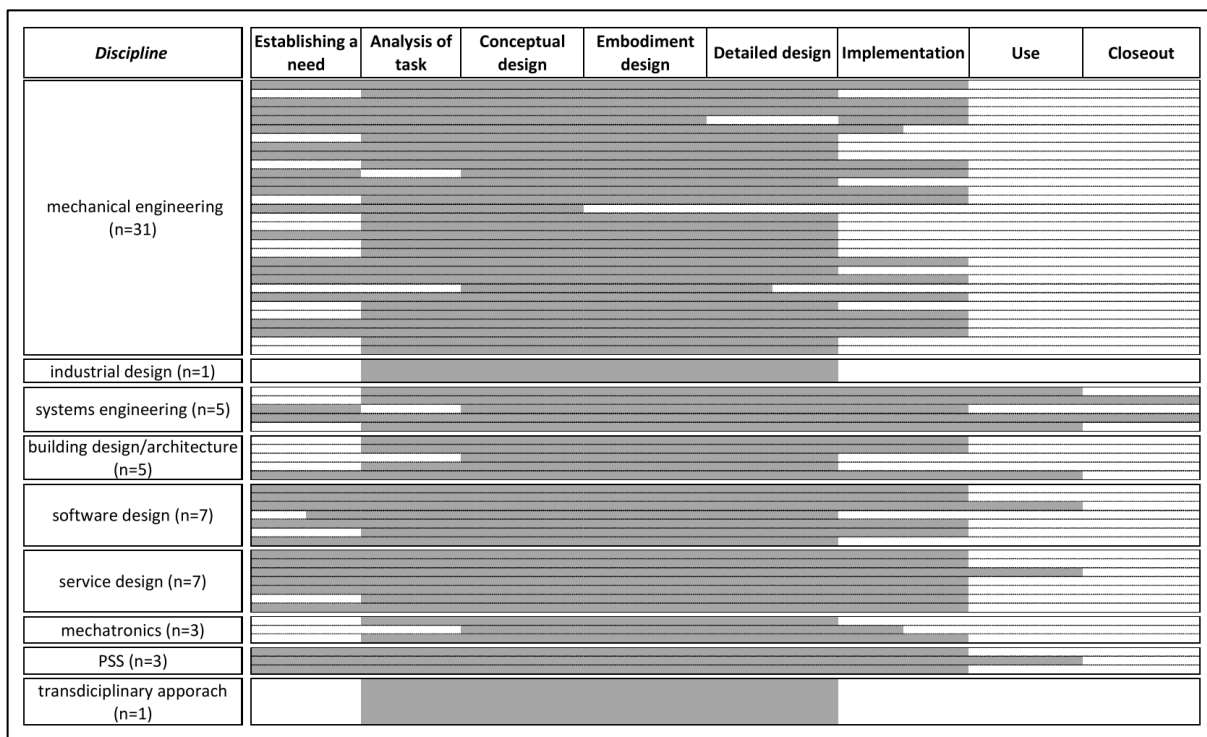 Discipline
Establishing a need
Analysis of task
Conceptual design
Embodiment design
Detailed design
Implementation
Use
Closeout
mechanical engineering
(n=31)
industrial design (n=1)
systems engineering (n=5)
building design/architecture
(n=5)
software design (n=7)
service design (n=7)
mechatronics (n=3)
PSS (n=3)
transdiciplinary apporach
(n=1)